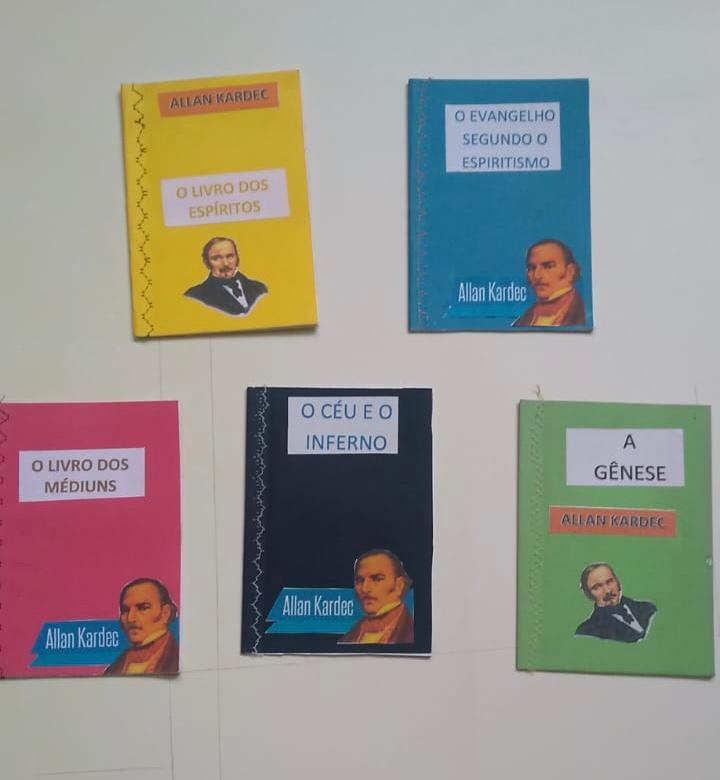 ALLAN KARDEC
O LIVRO DOS
ESPÍRITOS
O EVANGELHO
SEGUNDO O
ESPIRITISMO
Allan Kardec
O LIVRO DOS
MÉDIUNS
Allan Kardec
O CÉU E O
INFERNO
Allan Kardec
A
GÊNESE
ALLAN KARDEC